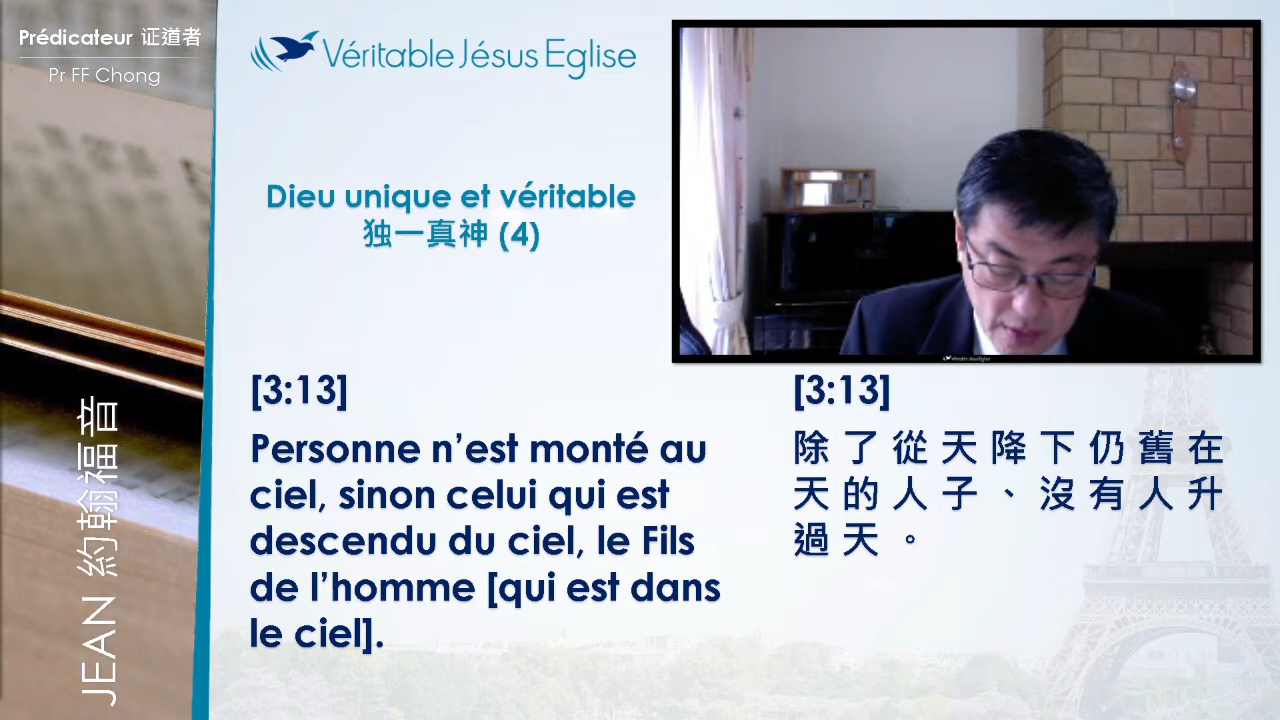 Prédicateur 证道者
Pr FF Chong
Véritable Jésus Eglise
Dieu unique et véritable
独一真神 (4)
[3:13]
Personne n’est monté au
ciel, sinon celui qui est
descendu du ciel, le Fils
de l’homme [qui est dans
le ciel].
[3:13]
除了從天降下仍舊在
天的人子、沒有人升
過天。
JEAN 約翰福音
Véritable Jésus Eglise